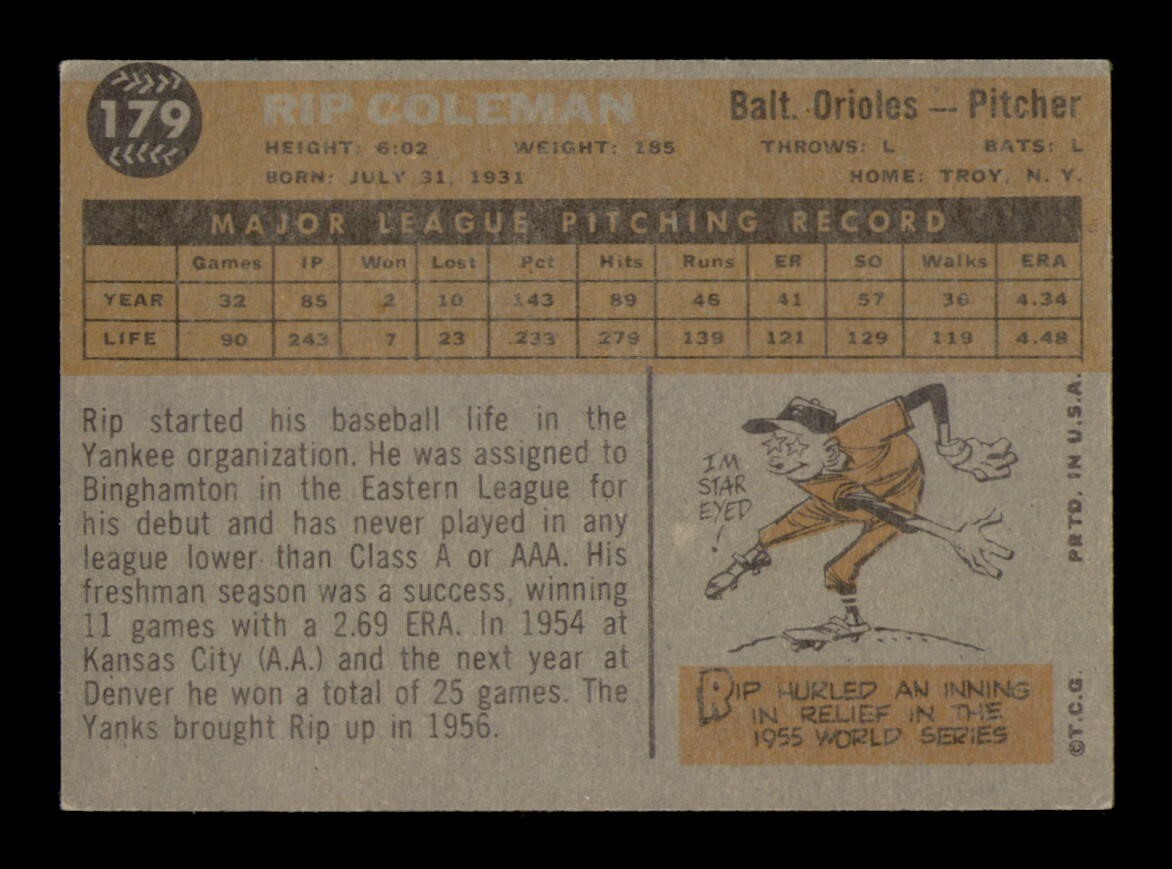 179
RIP COLEMAN
Balt. Orioles — Pitcher
HEIGHT: 6:02 WEIGHT: 185 THROWS: L BATS: L
BORN: JULY 31, 1931 HOME: TROY, N. Y.
MAJOR LEAGUE PITCHING RECORD
Games IP Won Lost Pct Hits Runs ER SO Walks ERA
YEAR 32 85 2 10 .143 89 46 41 57 36 4.34
LIFE 90 243 7 23 .233 279 139 121 129 119 4.48
Rip started his baseball life in the
Yankee organization. He was assigned to
Binghamton in the Eastern League for
his debut and has never played in any
league lower than Class A or AAA. His
freshman season was a success, winning
11 games with a 2.69 ERA. In 1954 at
Kansas City (A.A.) and the next year at
Denver he won a total of 25 games. The
Yanks brought Rip up in 1956.
I'M
STAR
EYED
!
RIP HURLED AN INNING
IN RELIEF IN THE
1955 WORLD SERIES
©T.C.G. PRTD. IN U.S.A.